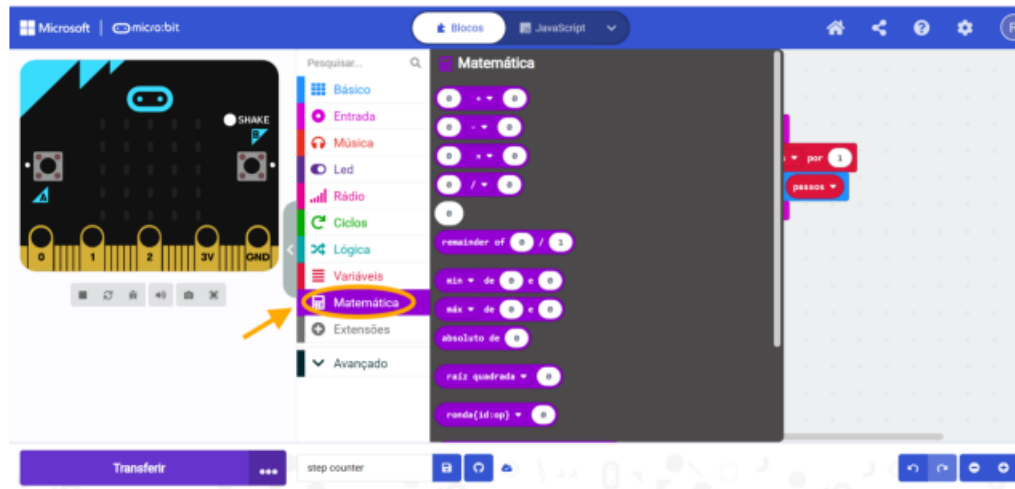 Microsoft | micro:bit
Blocos
JavaScript
SHAKE
B
A
0 1 2 3V GND
Pesquisar...
Básico
Entrada
Música
Led
Rádio
Ciclos
Lógica
Variáveis
Matemática
Extensões
Avançado
Matemática
0 + 0
0 - 0
0 x 0
0 / 0
0
remainder of 0 / 1
min de 0 e 0
máx de 0 e 0
absoluto de 0
raíz quadrada 0
ronda{id:op} 0
por 1
passos
Transferir
step counter